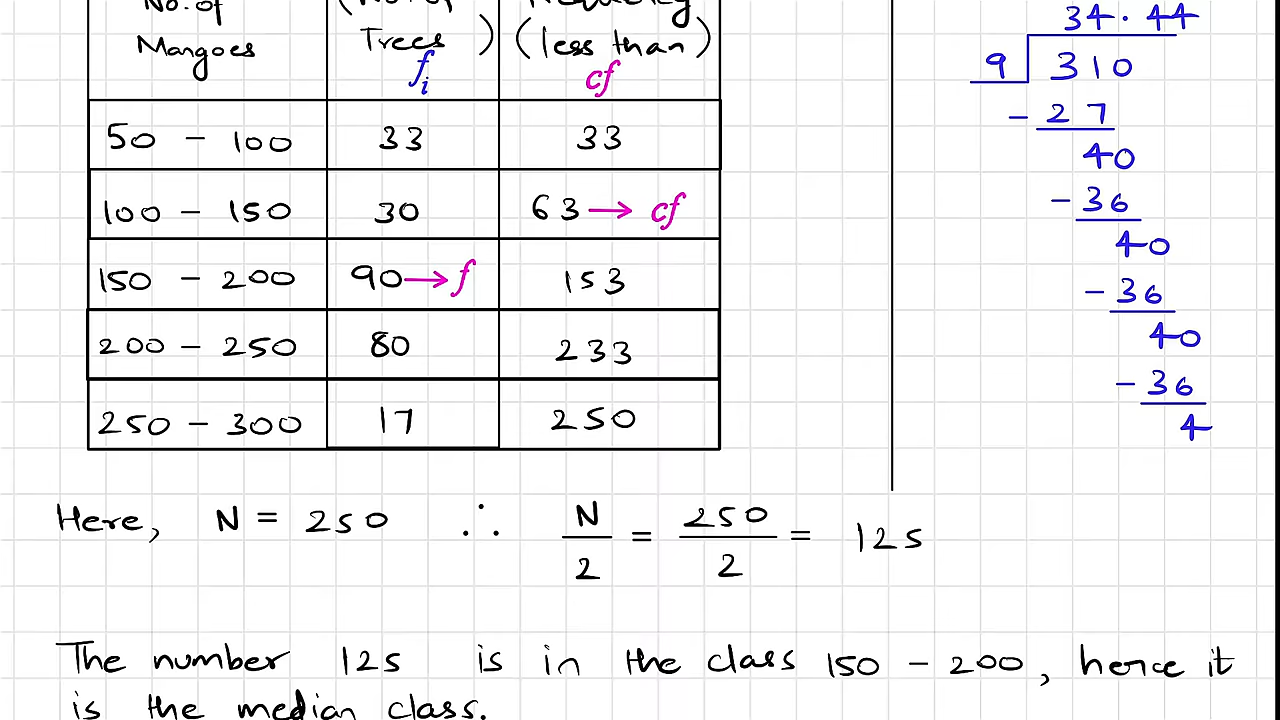 No. of (No. of Frequency
Mangoes Trees) (less than)
fi cf
50 - 100 33 33
100 - 150 30 63 → cf
150 - 200 90 → f 153
200 - 250 80 233
250 - 300 17 250
Here, N = 250 ∴ N/2 = 250/2 = 125
The number 125 is in the class 150 - 200, hence it
is the median class.
34.44
9 310
- 27
40
- 36
40
- 36
40
- 36
4